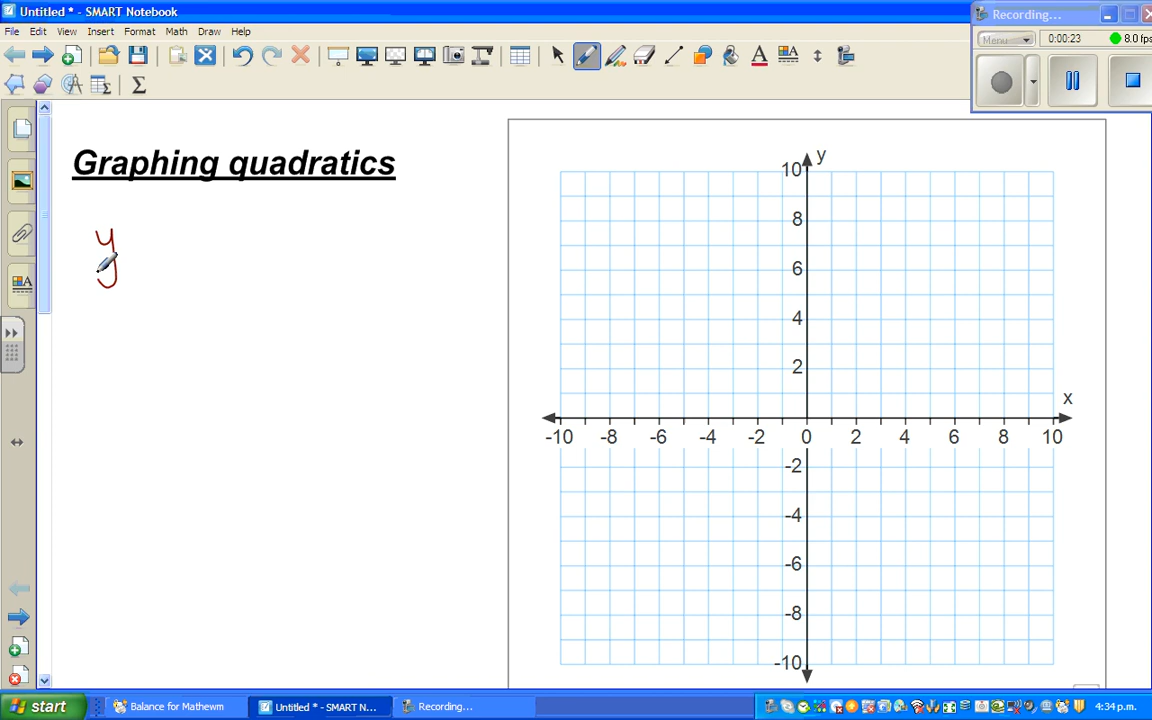 Untitled * - SMART Notebook
Recording...
File Edit View Insert Format Math Draw Help
Menu
0:00:23
8.0 fps
Graphing quadratics
y
y
10
8
6
4
2
x
-10 -8 -6 -4 -2 0 2 4 6 8 10
-2
-4
-6
-8
-10
start
Balance for Mathewm
Untitled * - SMART N...
Recording...
4:34 p.m.